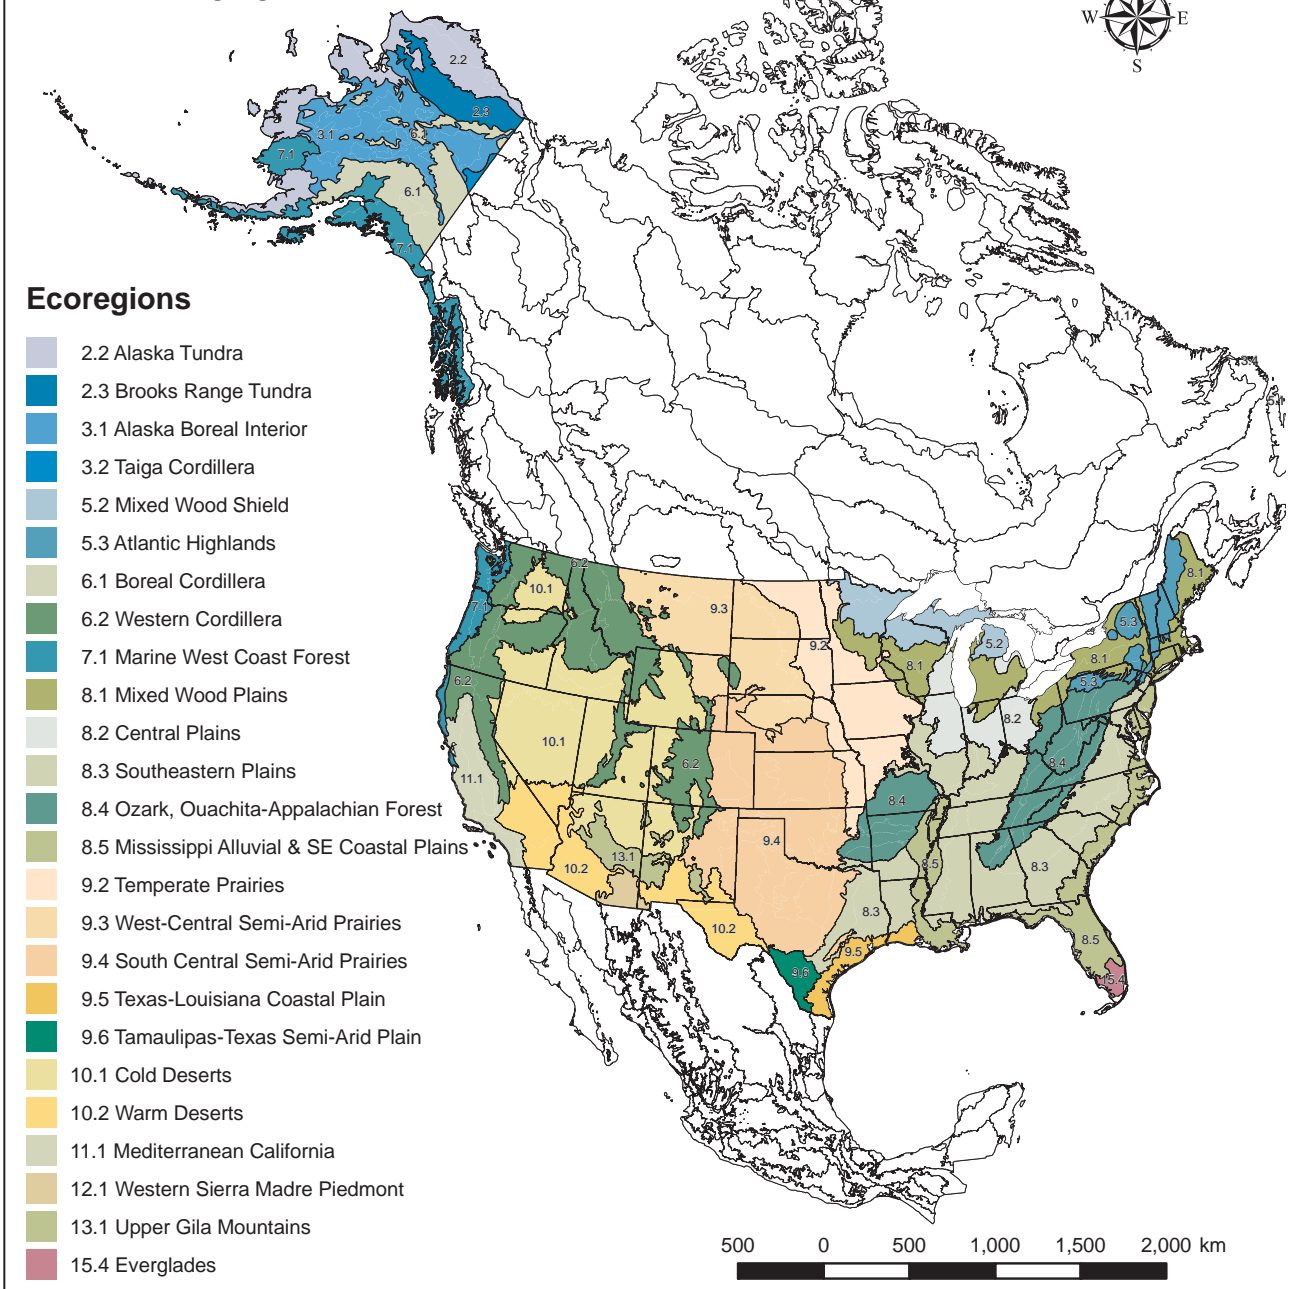 W E
S
2.2
2.3
3.1
6.1
7.1
6.1
7.1
Ecoregions
2.2 Alaska Tundra
2.3 Brooks Range Tundra
3.1 Alaska Boreal Interior
3.2 Taiga Cordillera
5.2 Mixed Wood Shield
5.3 Atlantic Highlands
6.1 Boreal Cordillera
6.2 Western Cordillera
7.1 Marine West Coast Forest
8.1 Mixed Wood Plains
8.2 Central Plains
8.3 Southeastern Plains
8.4 Ozark, Ouachita-Appalachian Forest
8.5 Mississippi Alluvial & SE Coastal Plains
9.2 Temperate Prairies
9.3 West-Central Semi-Arid Prairies
9.4 South Central Semi-Arid Prairies
9.5 Texas-Louisiana Coastal Plain
9.6 Tamaulipas-Texas Semi-Arid Plain
10.1 Cold Deserts
10.2 Warm Deserts
11.1 Mediterranean California
12.1 Western Sierra Madre Piedmont
13.1 Upper Gila Mountains
15.4 Everglades
1.1
6.2
10.1
7.1
9.3
9.2
5.2
8.1
5.3
8.1
8.1
5.3
6.2
8.2
10.1
6.2
11.1
8.4
8.4
9.4
13.1
10.2
8.5
8.3
8.3
10.2
9.5
8.5
9.6
15.4
500 0 500 1,000 1,500 2,000 km